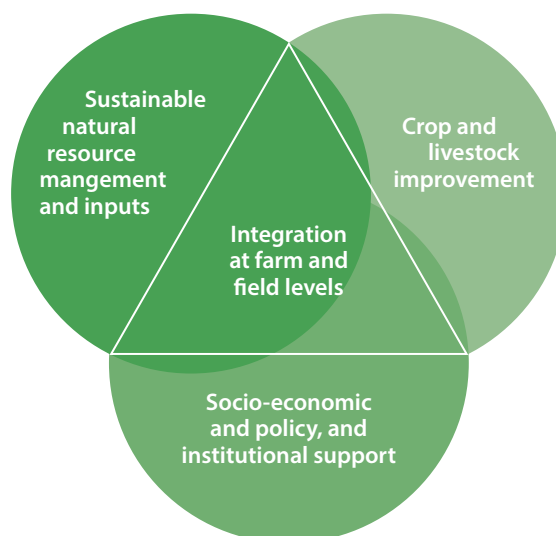 Sustainable
natural
resource
mangement
and inputs
Crop and
livestock
improvement
Integration
at farm and
field levels
Socio-economic
and policy, and
institutional support